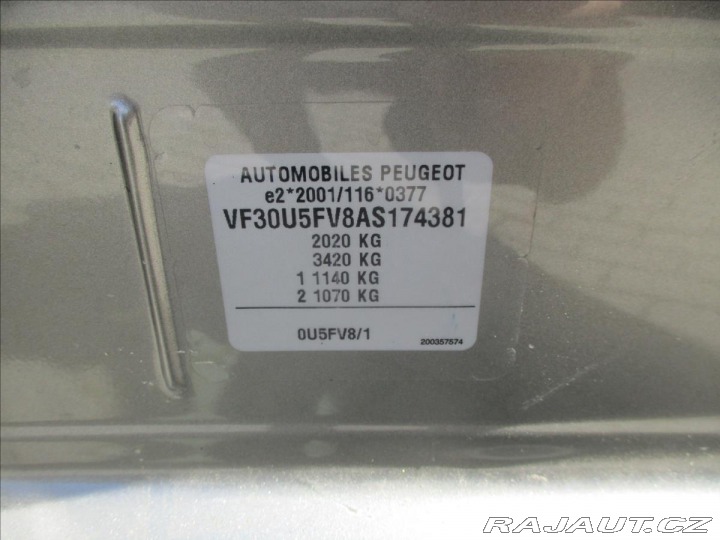 AUTOMOBILES PEUGEOT
e2*2001/116*0377
VF30U5FV8AS174381
2020 KG
3420 KG
1 1140 KG
2 1070 KG
0U5FV8/1
200357574
RAJAUT.CZ